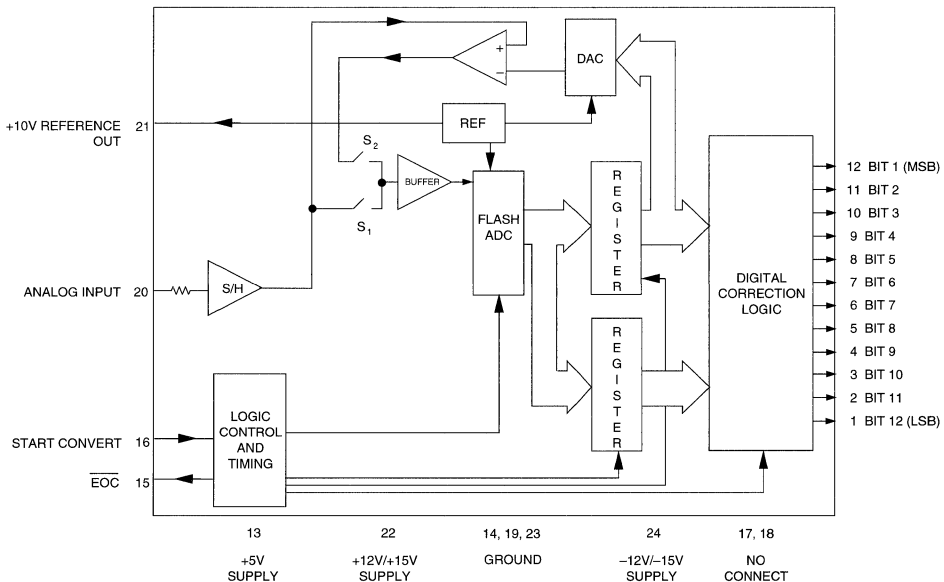 +
−
DAC
+10V REFERENCE 21
OUT
REF
S2
BUFFER
S1
FLASH
ADC
REGISTER
12 BIT 1 (MSB)
11 BIT 2
10 BIT 3
9 BIT 4
8 BIT 5
7 BIT 6
6 BIT 7
5 BIT 8
4 BIT 9
3 BIT 10
2 BIT 11
1 BIT 12 (LSB)
DIGITAL
CORRECTION
LOGIC
ANALOG INPUT 20
S/H
REGISTER
LOGIC
CONTROL
AND
TIMING
START CONVERT 16
EOC 15
13
+5V
SUPPLY
22
+12V/+15V
SUPPLY
14, 19, 23
GROUND
24
–12V/–15V
SUPPLY
17, 18
NO
CONNECT